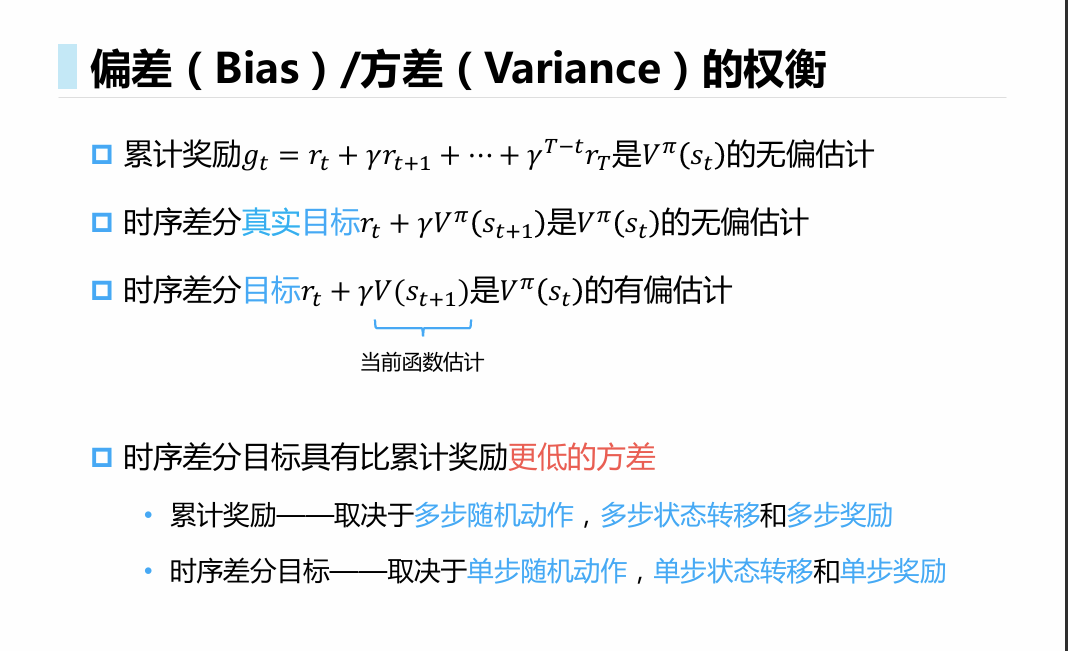 偏差（Bias）/方差（Variance）的权衡
累计奖励$g_t = r_t + \gamma r_{t+1} + \cdots + \gamma^{T-t} r_T$是$V^\pi(s_t)$的无偏估计
时序差分真实目标$r_t + \gamma V^\pi(s_{t+1})$是$V^\pi(s_t)$的无偏估计
时序差分目标$r_t + \gamma V(s_{t+1})$是$V^\pi(s_t)$的有偏估计
当前函数估计
时序差分目标具有比累计奖励更低的方差
• 累计奖励——取决于多步随机动作，多步状态转移和多步奖励
• 时序差分目标——取决于单步随机动作，单步状态转移和单步奖励